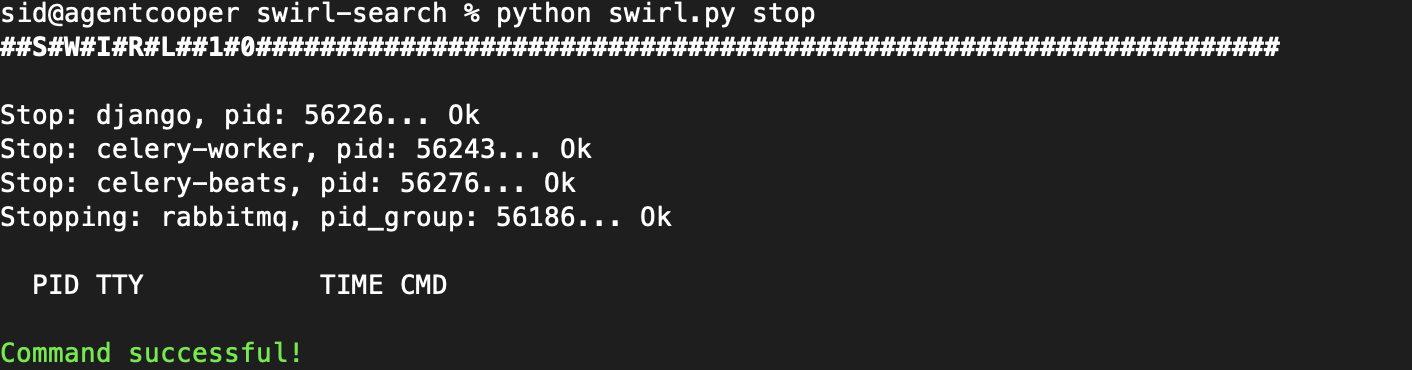 sid@agentcooper swirl-search % python swirl.py stop
##S#W#I#R#L##1#0################################################################
Stop: django, pid: 56226... Ok
Stop: celery-worker, pid: 56243... Ok
Stop: celery-beats, pid: 56276... Ok
Stopping: rabbitmq, pid_group: 56186... Ok
PID TTY           TIME CMD
Command successful!